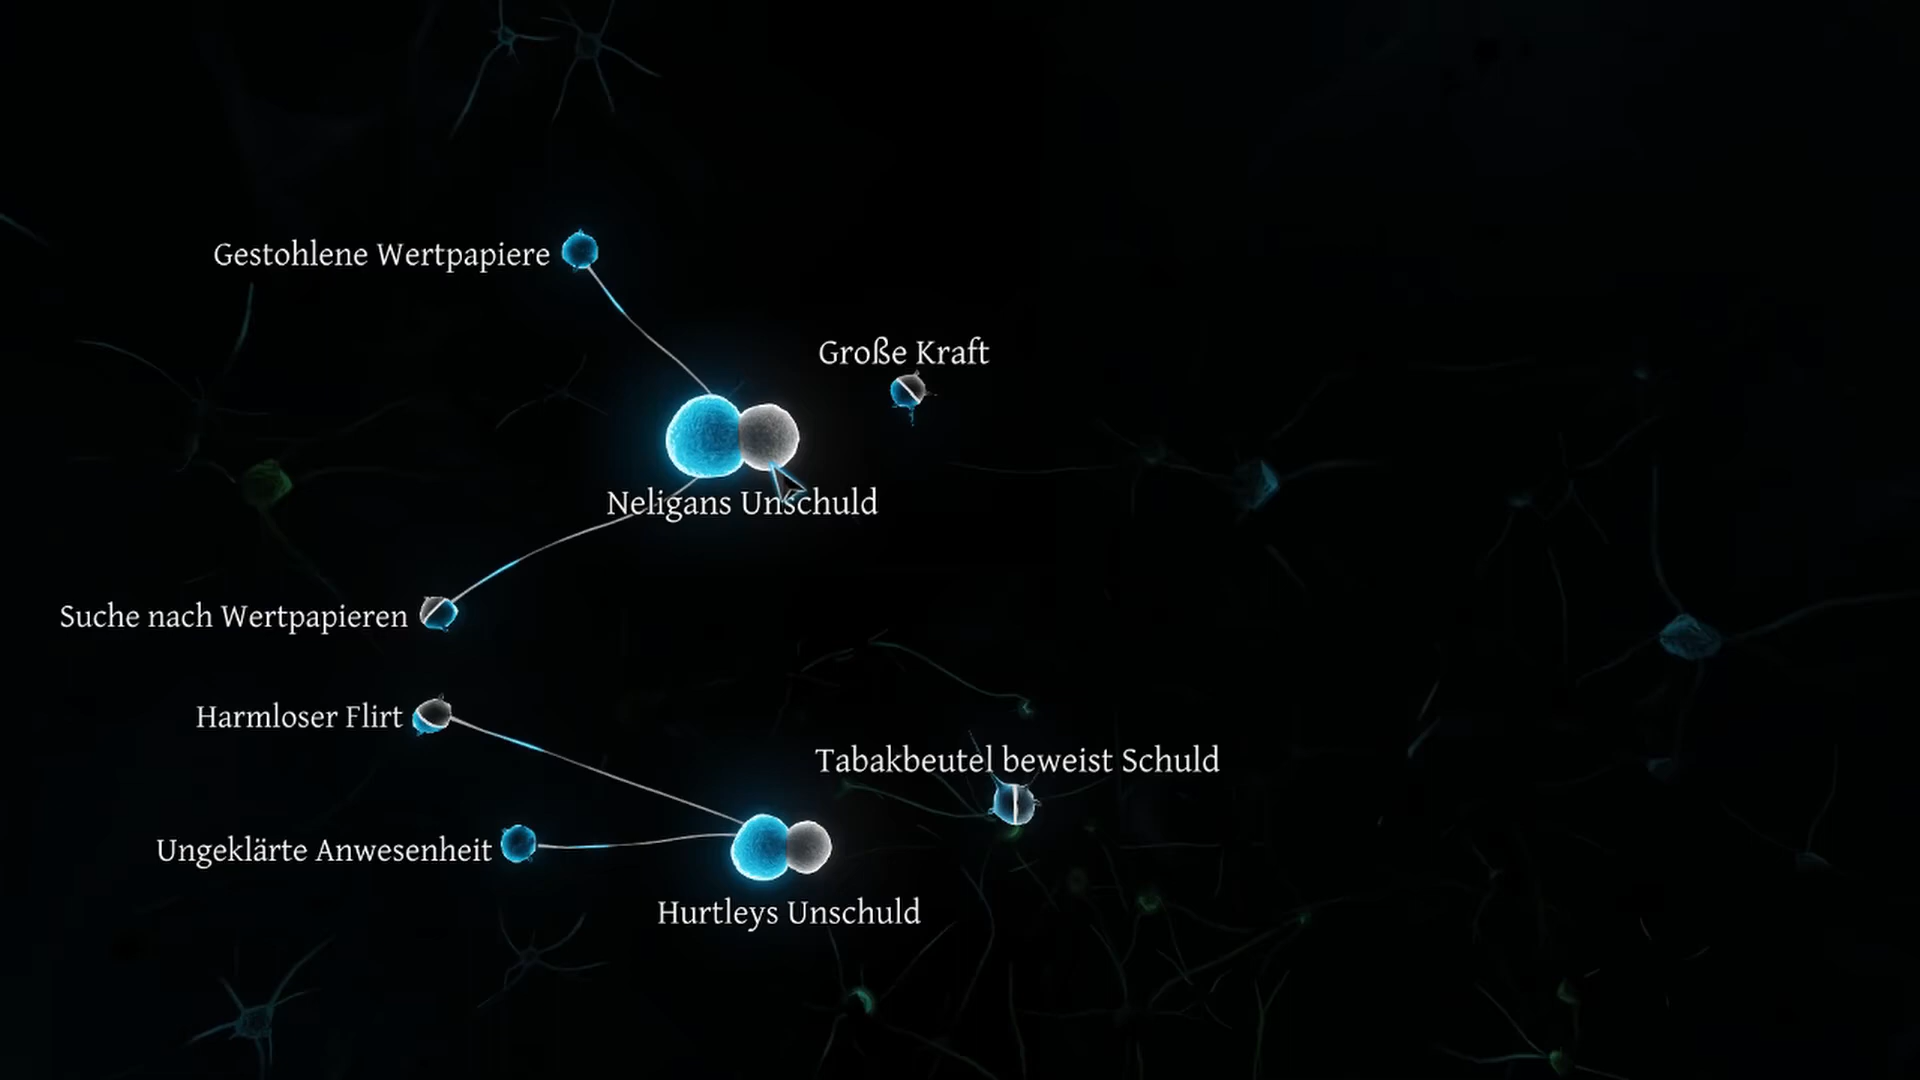 Gestohlene Wertpapiere
Große Kraft
Neligans Unschuld
Suche nach Wertpapieren
Harmloser Flirt
Tabakbeutel beweist Schuld
Ungeklärte Anwesenheit
Hurtleys Unschuld